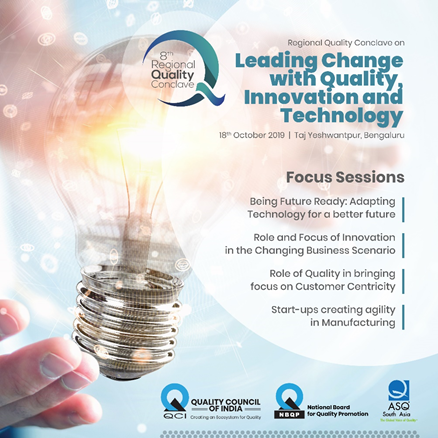 8TH
Regional
Quality
Conclave
Regional Quality Conclave on
Leading Change
with Quality,
Innovation and
Technology
18th October 2019 | Taj Yeshwantpur, Bengaluru
Focus Sessions
Being Future Ready: Adapting
Technology for a better future
Role and Focus of Innovation
in the Changing Business Scenario
Role of Quality in bringing
focus on Customer Centricity
Start-ups creating agility
in Manufacturing
QCI
QUALITY COUNCIL
OF INDIA
Creating an Ecosystem for Quality
NBQP
National Board
for Quality Promotion
ASQ
South Asia